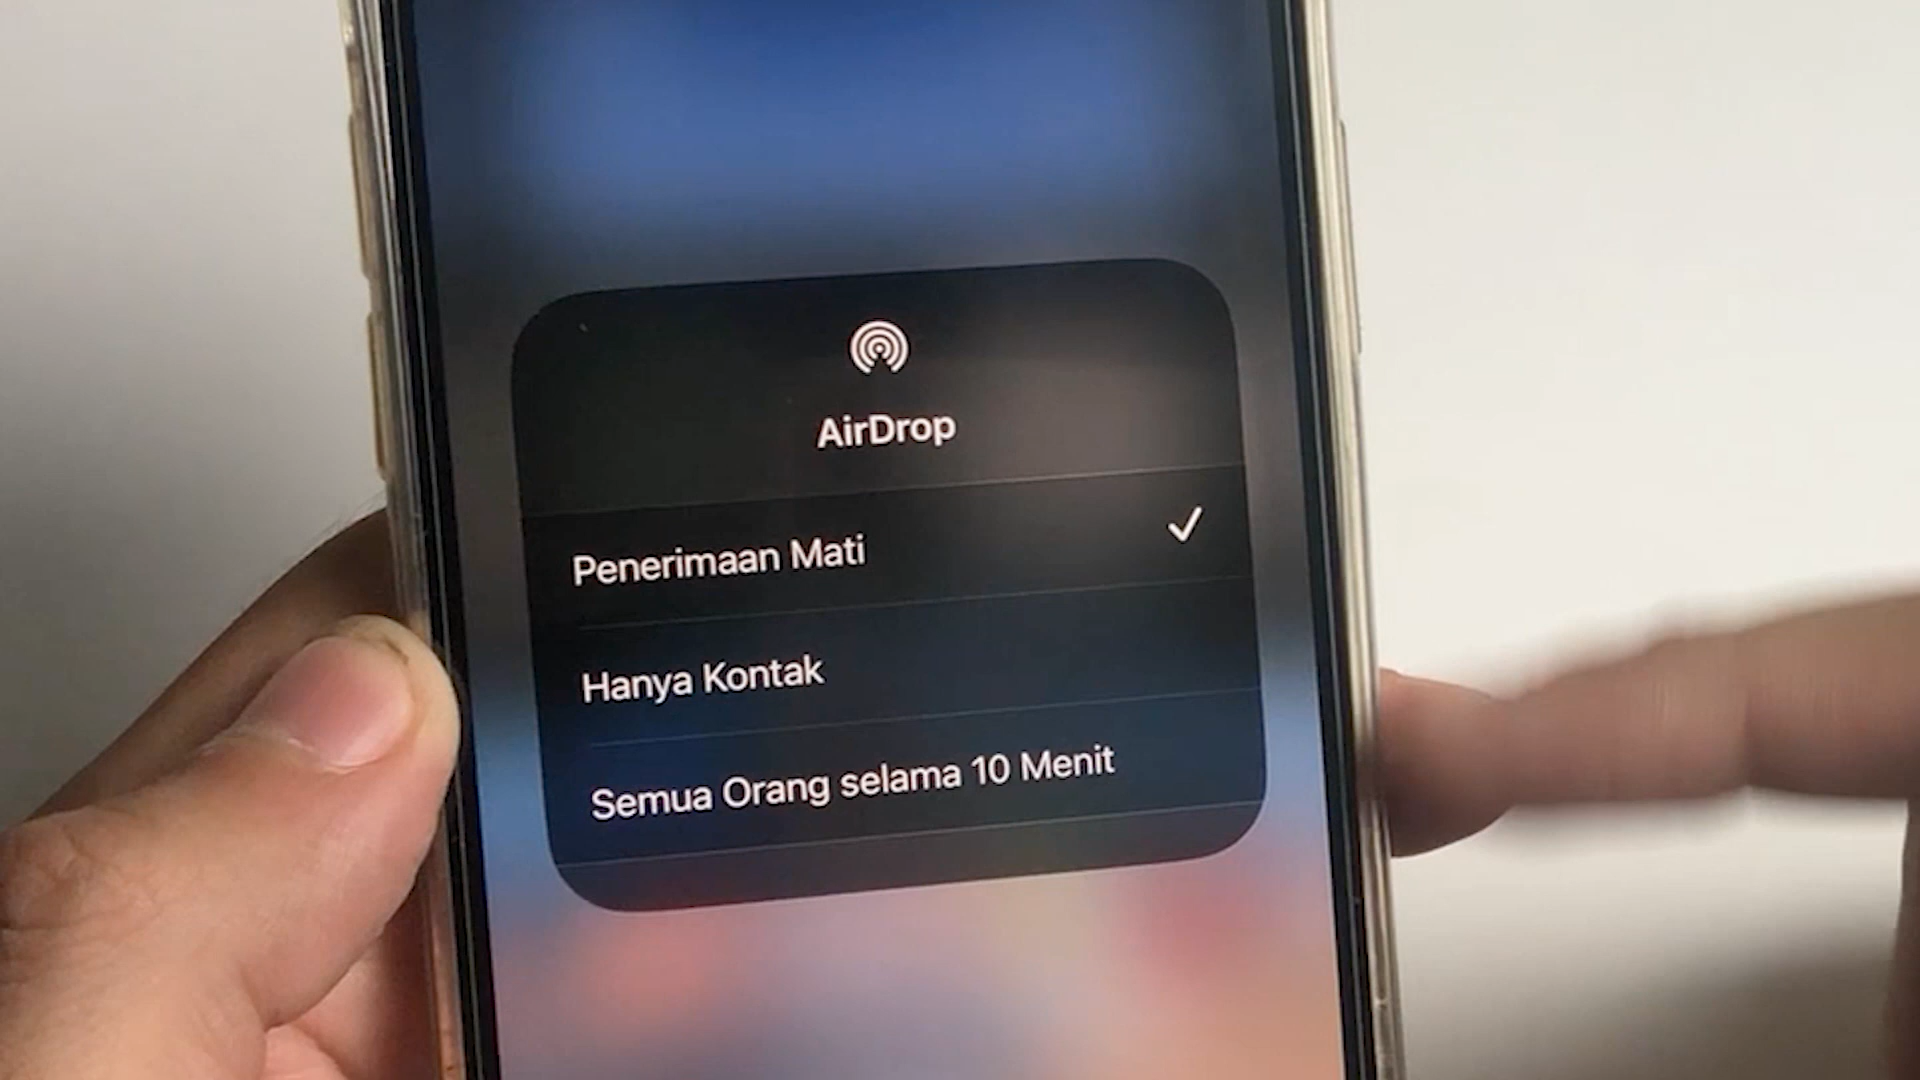 AirDrop
Penerimaan Mati
Hanya Kontak
Semua Orang selama 10 Menit